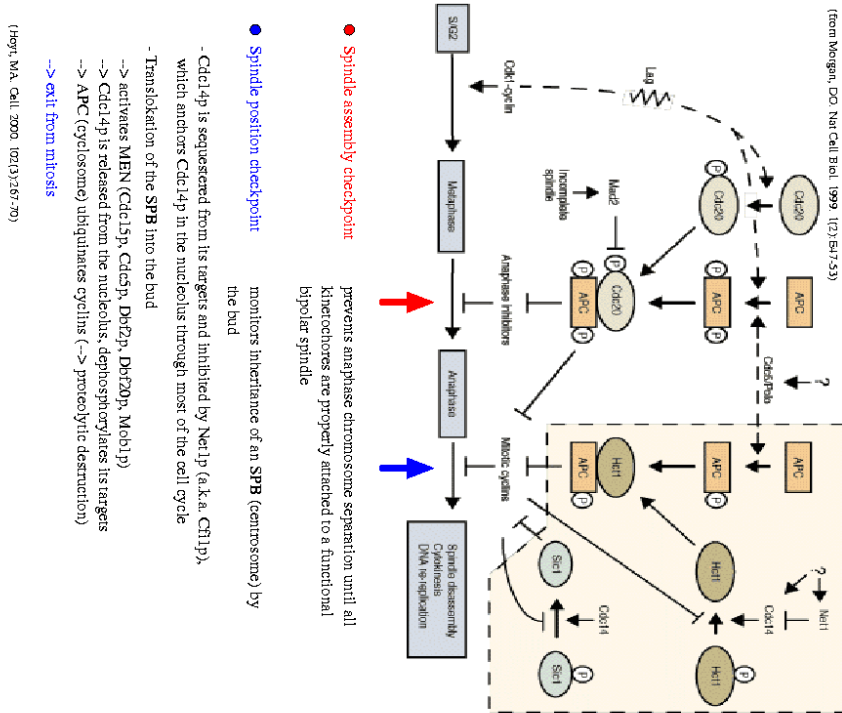 (from Morgan, DO. Nat Cell Biol. 1999, 1(2):E47-53)
?
Net1
Cdc14
Hct1
Hct1
P
Cdc20
Cdc20
P
APC
APC
P
Cdc5/Polo
?
APC
APC
P
Lag
Cdk1-cyclin
Mad2
Incomplete
spindle
Cdc20
P
APC
P
P
Hct1
APC
P
Anaphase inhibitors
Mitotic cyclins
Sic1
Cdc14
Sic1
P
S/G2
Metaphase
Anaphase
Spindle disassembly
Cytokinesis
DNA re-replication
Spindle assembly checkpoint
prevents anaphase chromosome separation until all
kinetochores are properly attached to a functional
bipolar spindle
Spindle position checkpoint
monitors inheritance of an SPB (centrosome) by
the bud
- Cdc14p is sequestered from its targets and inhibited by Net1p (a.k.a. Cfi1p),
which anchors Cdc14p in the nucleolus through most of the cell cycle
- Translokation of the SPB into the bud
--> activates MEN (Cdc15p, Cdc5p, Dbf2p, Dbf20p, Mob1p)
--> Cdc14p is released from the nucleolus, dephosphorylates its targets
--> APC (cyclosome) ubiquinates cyclins (--> proteolytic destruction)
--> exit from mitosis
(Hoyt, MA. Cell. 2000, 102(3):267-70)